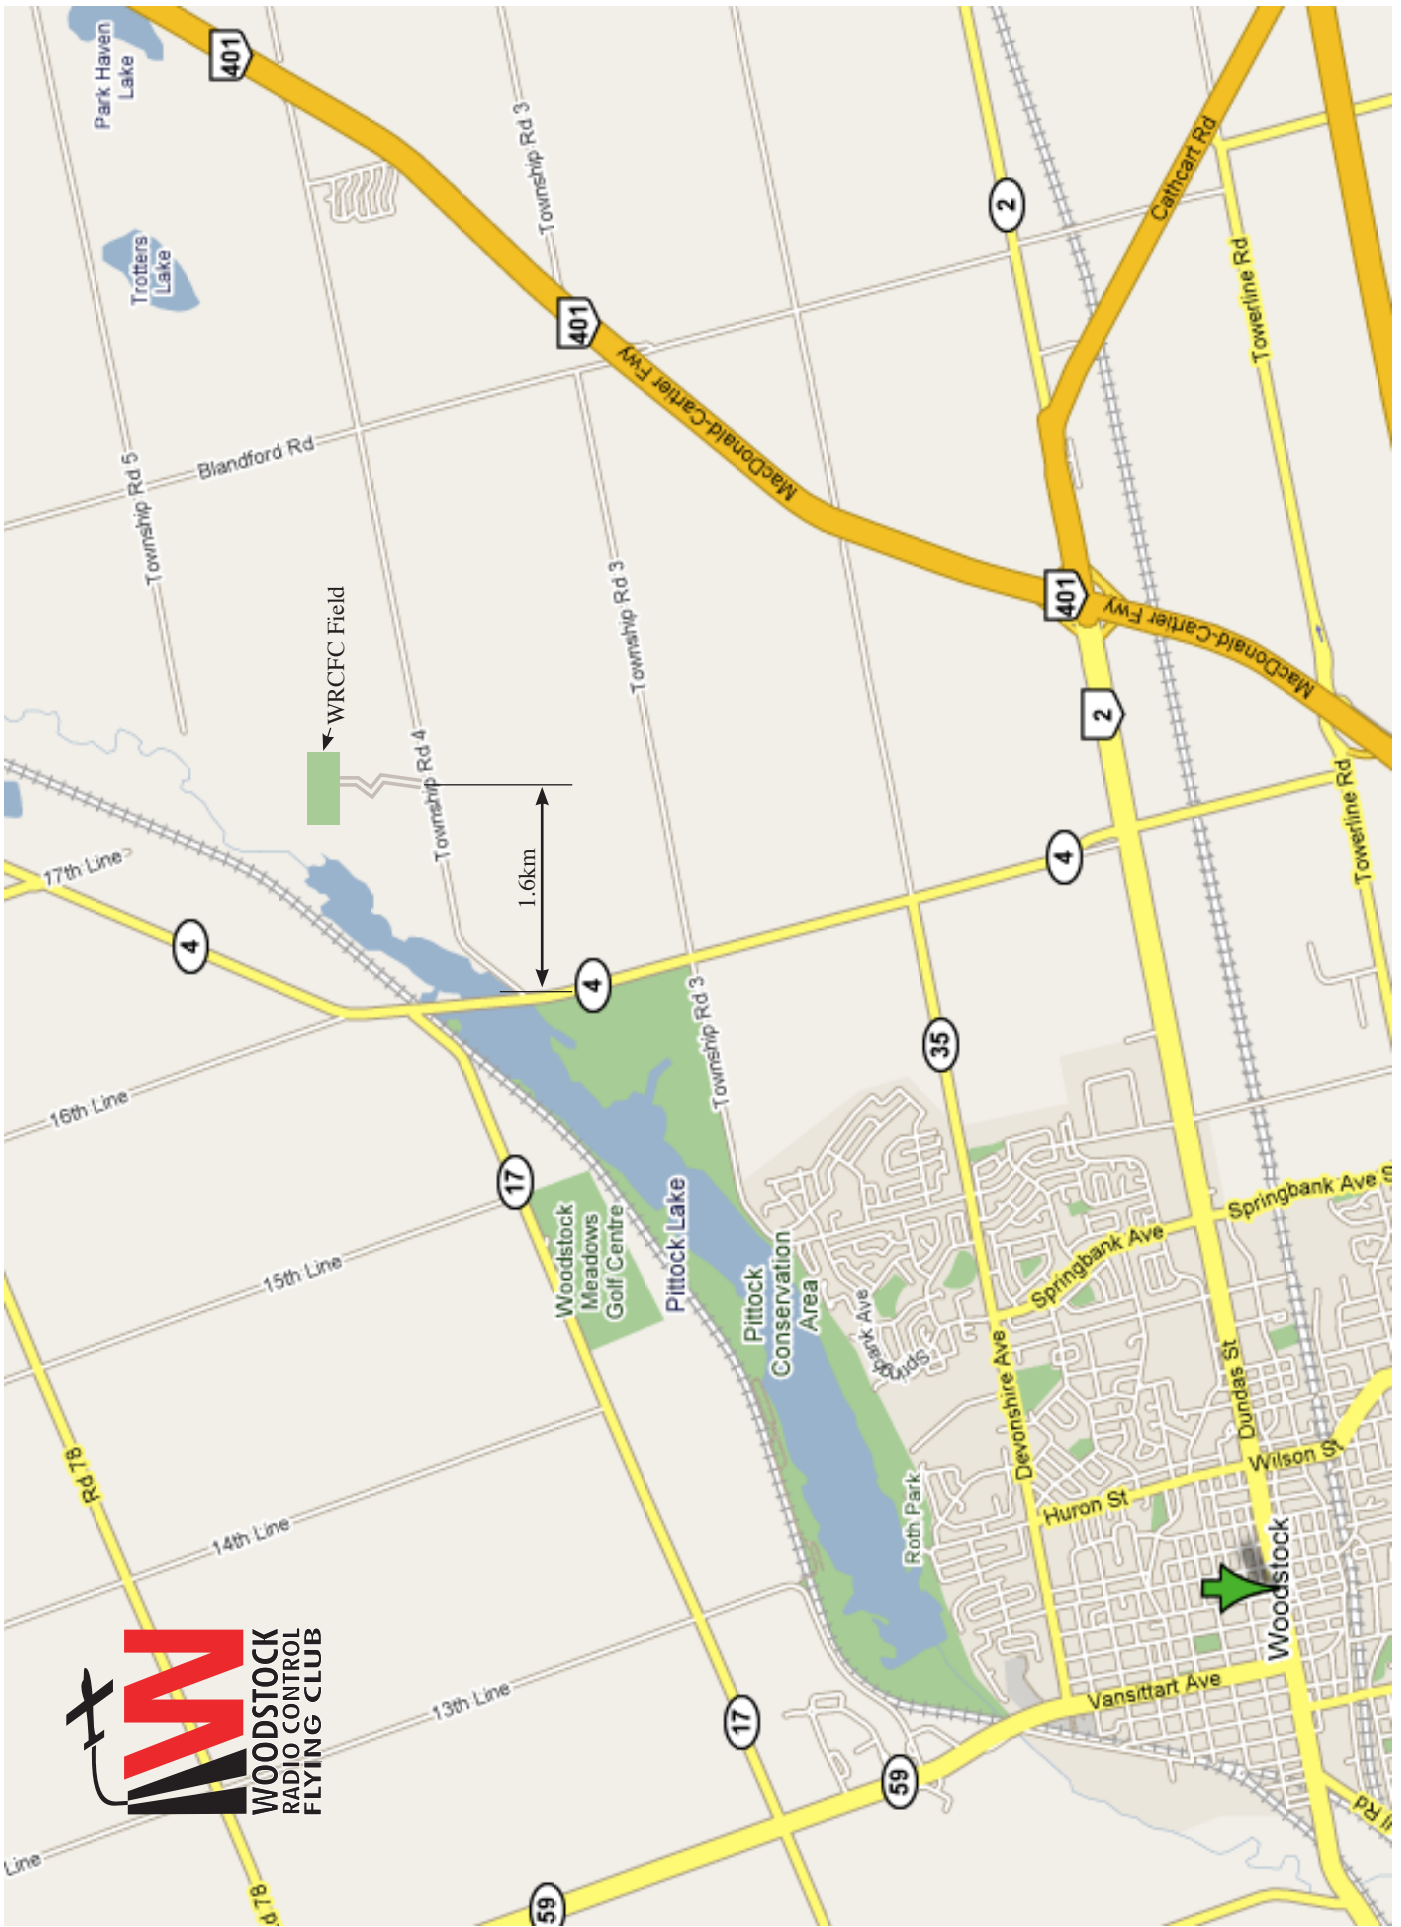 WOODSTOCK
RADIO CONTROL
FLYING CLUB
Line
Rd 78
d 78
13th Line
14th Line
15th Line
16th Line
17th Line
59
59
17
17
4
4
4
35
2
2
401
401
401
Park Haven
Lake
Trotters
Lake
Township Rd 5
Blandford Rd
WRCFC Field
Township Rd 4
1.6km
Township Rd 3
Township Rd 3
Township Rd 3
MacDonald-Cartier Fwy
MacDonald-Cartier Fwy
Cathcart Rd
Towerline Rd
Towerline Rd
Woodstock
Meadows
Golf Centre
Pittock Lake
Pittock
Conservation
Area
Roth Park
Springbank Ave
Springbank Ave
Springbank Ave S
Devonshire Ave
Huron St
Dundas St
Wilson St
Vansittart Ave
Woodstock
ll Rd